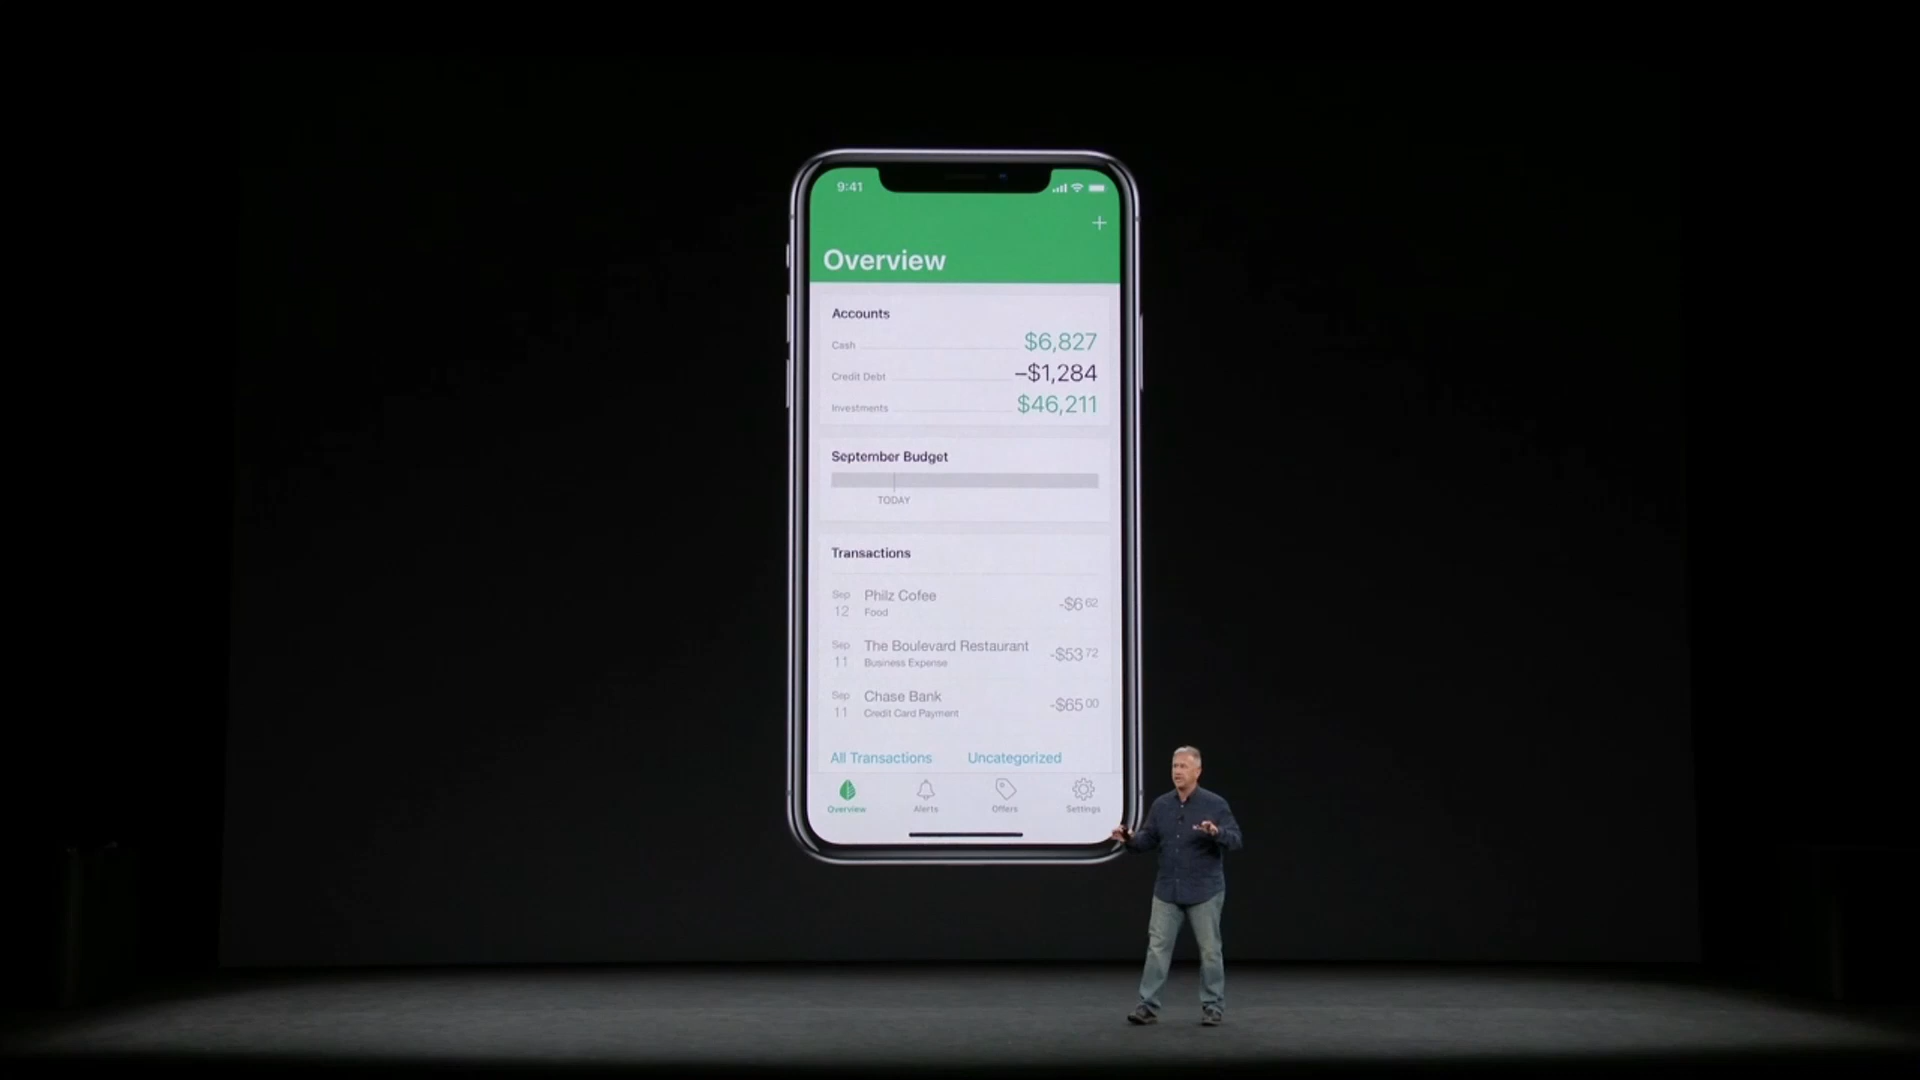 9:41
+
Overview
Accounts
Cash $6,827
Credit Debt –$1,284
Investments $46,211
September Budget
TODAY
Transactions
Sep 12 Philz Cofee -$6 62
Food
Sep 11 The Boulevard Restaurant -$53 72
Business Expense
Sep 11 Chase Bank -$65 00
Credit Card Payment
All Transactions Uncategorized
Overview Alerts Offers Settings